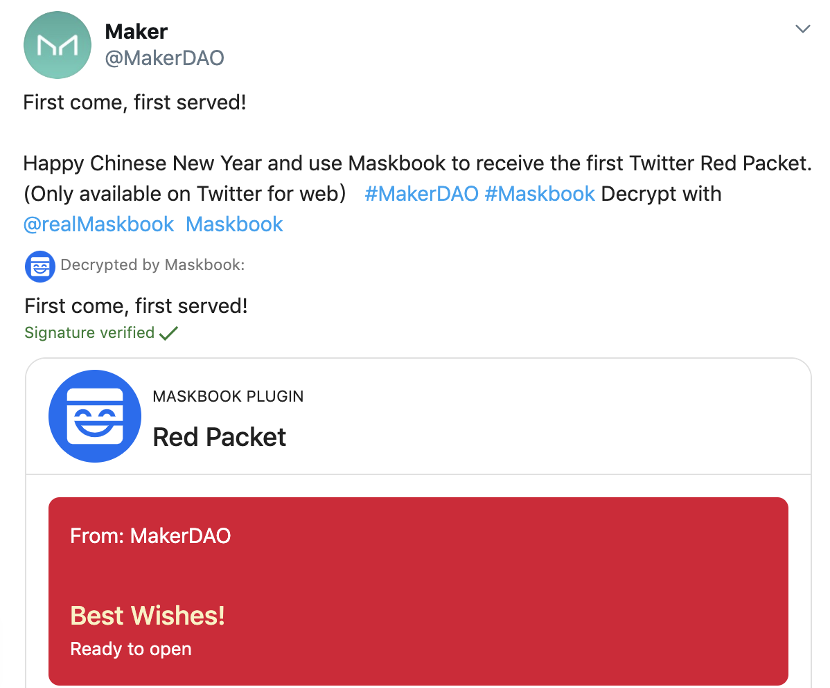 Maker
@MakerDAO
First come, first served!
Happy Chinese New Year and use Maskbook to receive the first Twitter Red Packet.
(Only available on Twitter for web) #MakerDAO #Maskbook Decrypt with
@realMaskbook Maskbook
Decrypted by Maskbook:
First come, first served!
Signature verified
MASKBOOK PLUGIN
Red Packet
From: MakerDAO
Best Wishes!
Ready to open